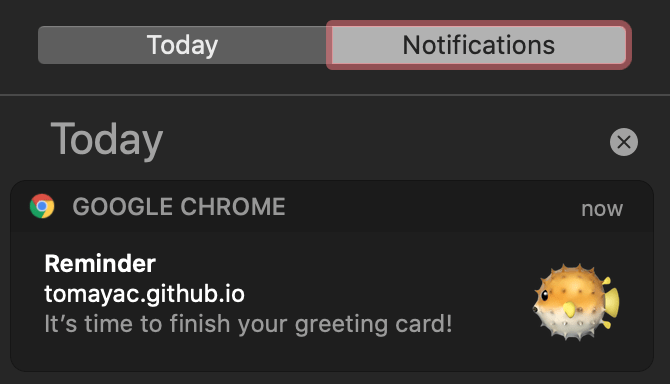 Today Notifications
Today
GOOGLE CHROME now
Reminder
tomayac.github.io
It’s time to finish your greeting card!